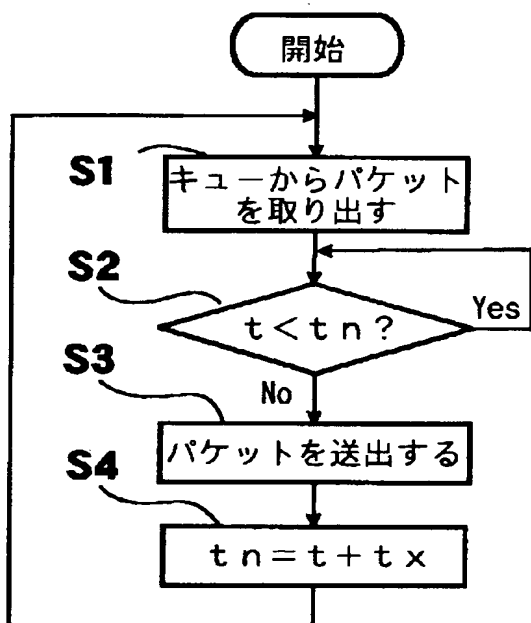 開始
S1
キューからパケット
を取り出す
S2
t<tn?
Yes
No
S3
パケットを送出する
S4
tn=t+tx